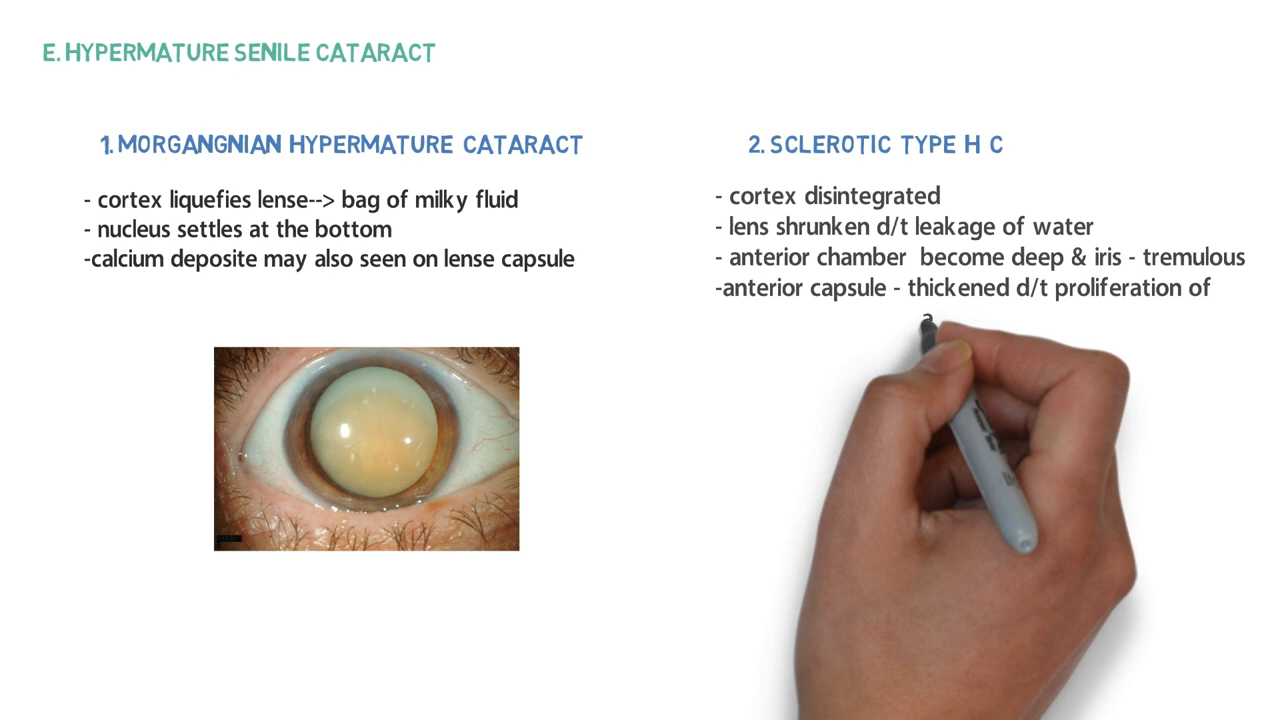 E. HYPERMATURE SENILE CATARACT
1. MORGANGNIAN HYPERMATURE CATARACT
- cortex liquefies lense--> bag of milky fluid
- nucleus settles at the bottom
-calcium deposite may also seen on lense capsule
2. SCLEROTIC TYPE H C
- cortex disintegrated
- lens shrunken d/t leakage of water
- anterior chamber become deep & iris - tremulous
-anterior capsule - thickened d/t proliferation of